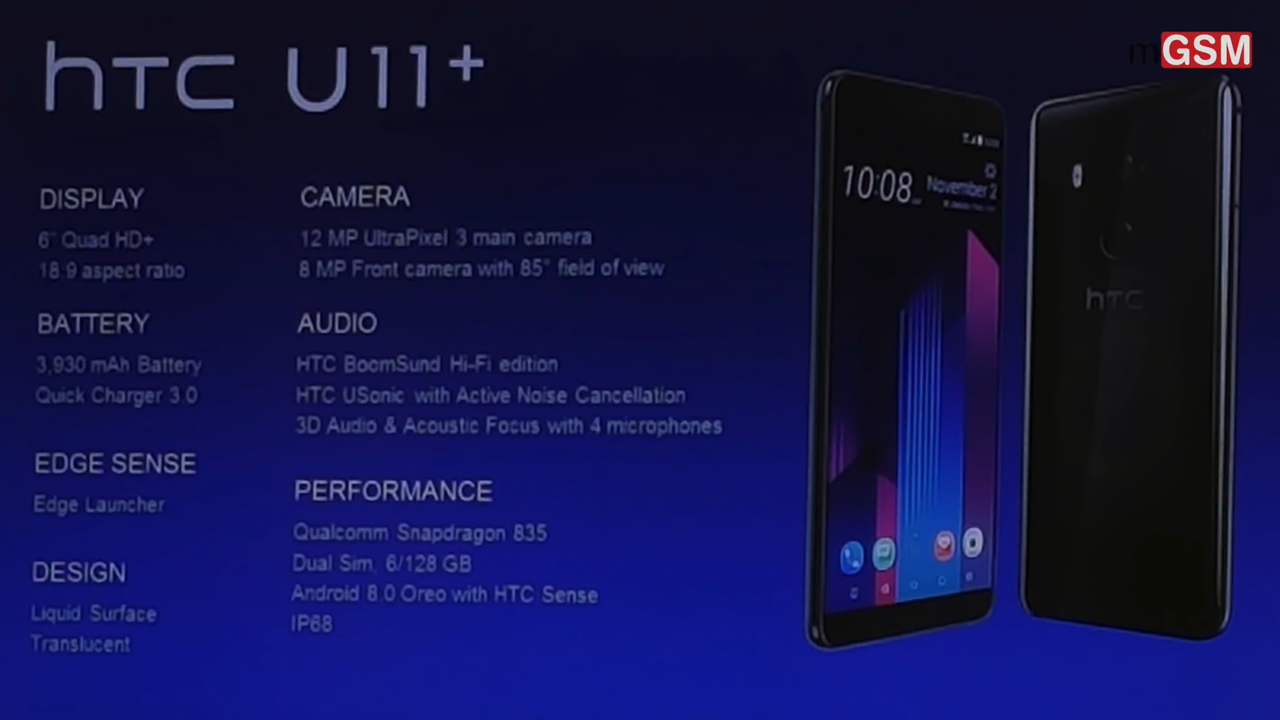 hTC U11+
mGSM
DISPLAY
6" Quad HD+
18:9 aspect ratio
BATTERY
3,930 mAh Battery
Quick Charger 3.0
EDGE SENSE
Edge Launcher
DESIGN
Liquid Surface
Translucent
CAMERA
12 MP UltraPixel 3 main camera
8 MP Front camera with 85° field of view
AUDIO
HTC BoomSund Hi-Fi edition
HTC USonic with Active Noise Cancellation
3D Audio & Acoustic Focus with 4 microphones
PERFORMANCE
Qualcomm Snapdragon 835
Dual Sim, 6/128 GB
Android 8.0 Oreo with HTC Sense
IP68
10:08
November 2
hTC